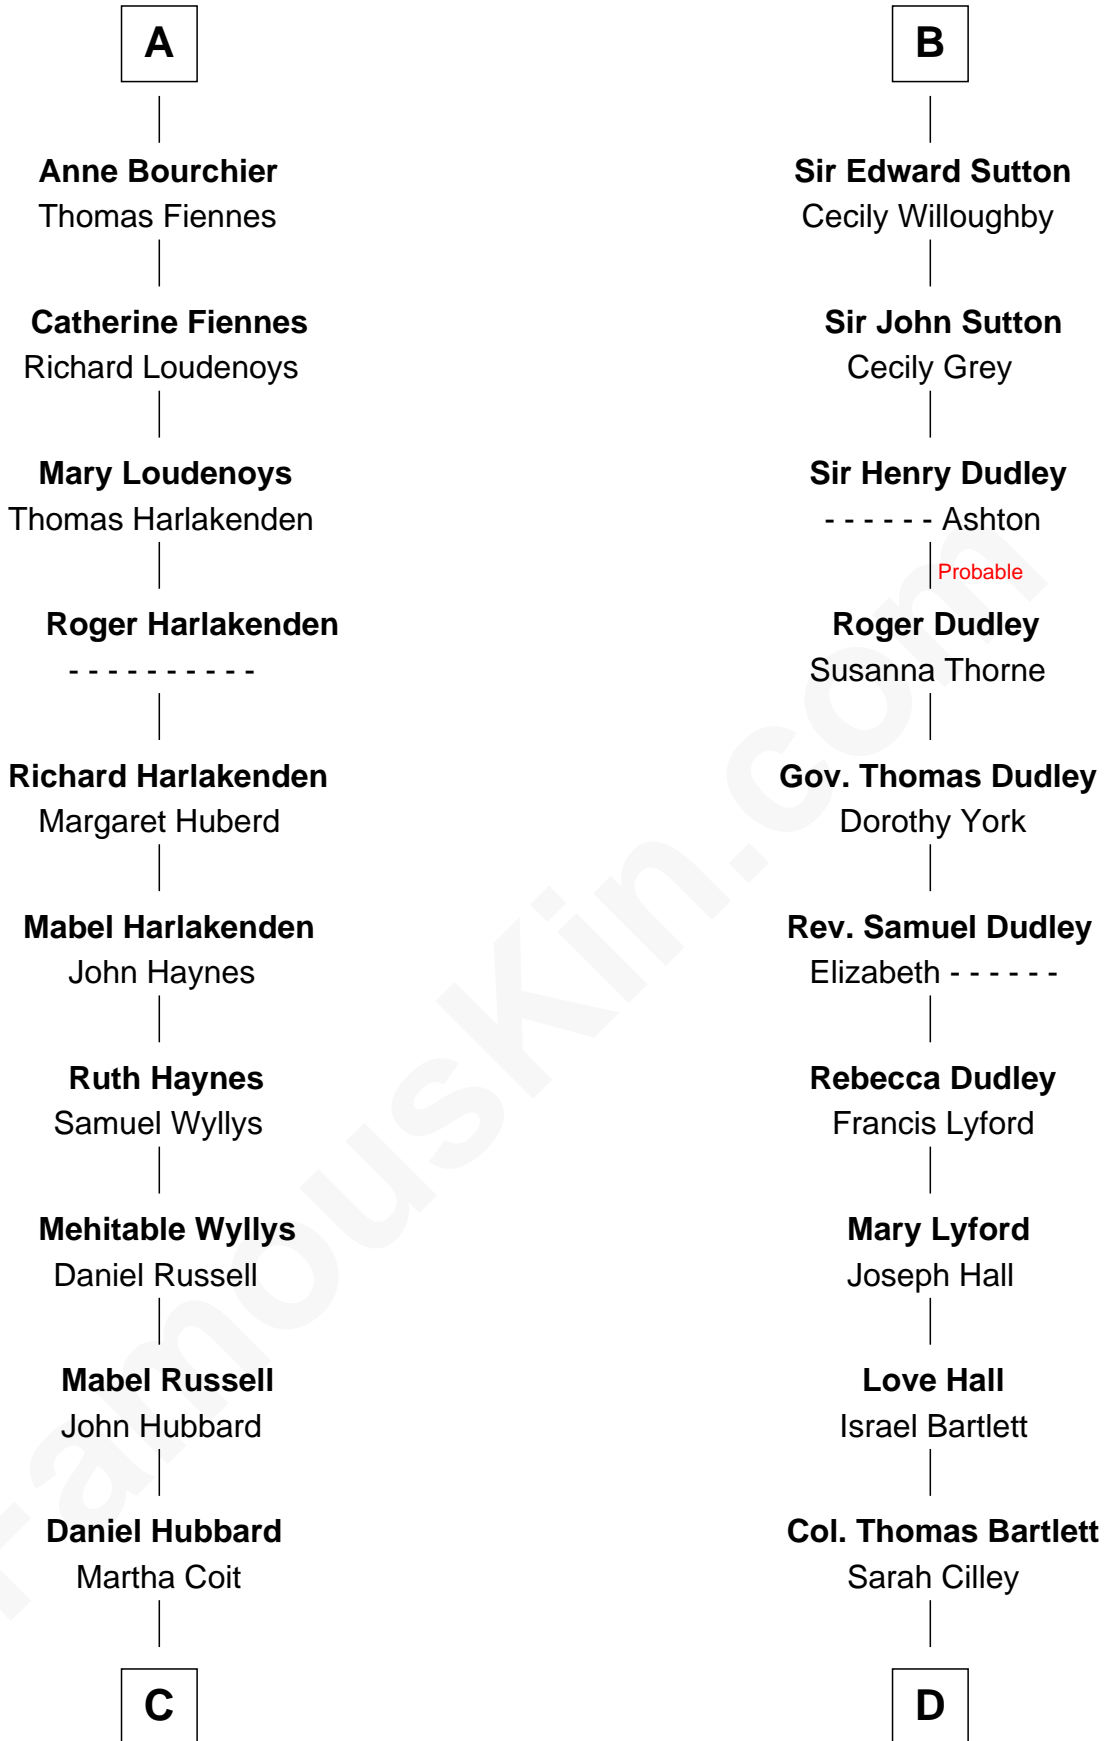 A
Anne Bourchier
Thomas Fiennes
Catherine Fiennes
Richard Loudenoys
Mary Loudenoys
Thomas Harlakenden
Roger Harlakenden
- - - - - - - - - -
Richard Harlakenden
Margaret Huberd
Mabel Harlakenden
John Haynes
Ruth Haynes
Samuel Wyllys
Mehitable Wyllys
Daniel Russell
Mabel Russell
John Hubbard
Daniel Hubbard
Martha Coit
C
B
Sir Edward Sutton
Cecily Willoughby
Sir John Sutton
Cecily Grey
Sir Henry Dudley
- - - - - - Ashton
Probable
Roger Dudley
Susanna Thorne
Gov. Thomas Dudley
Dorothy York
Rev. Samuel Dudley
Elizabeth - - - - - -
Rebecca Dudley
Francis Lyford
Mary Lyford
Joseph Hall
Love Hall
Israel Bartlett
Col. Thomas Bartlett
Sarah Cilley
D
FamousKin.com